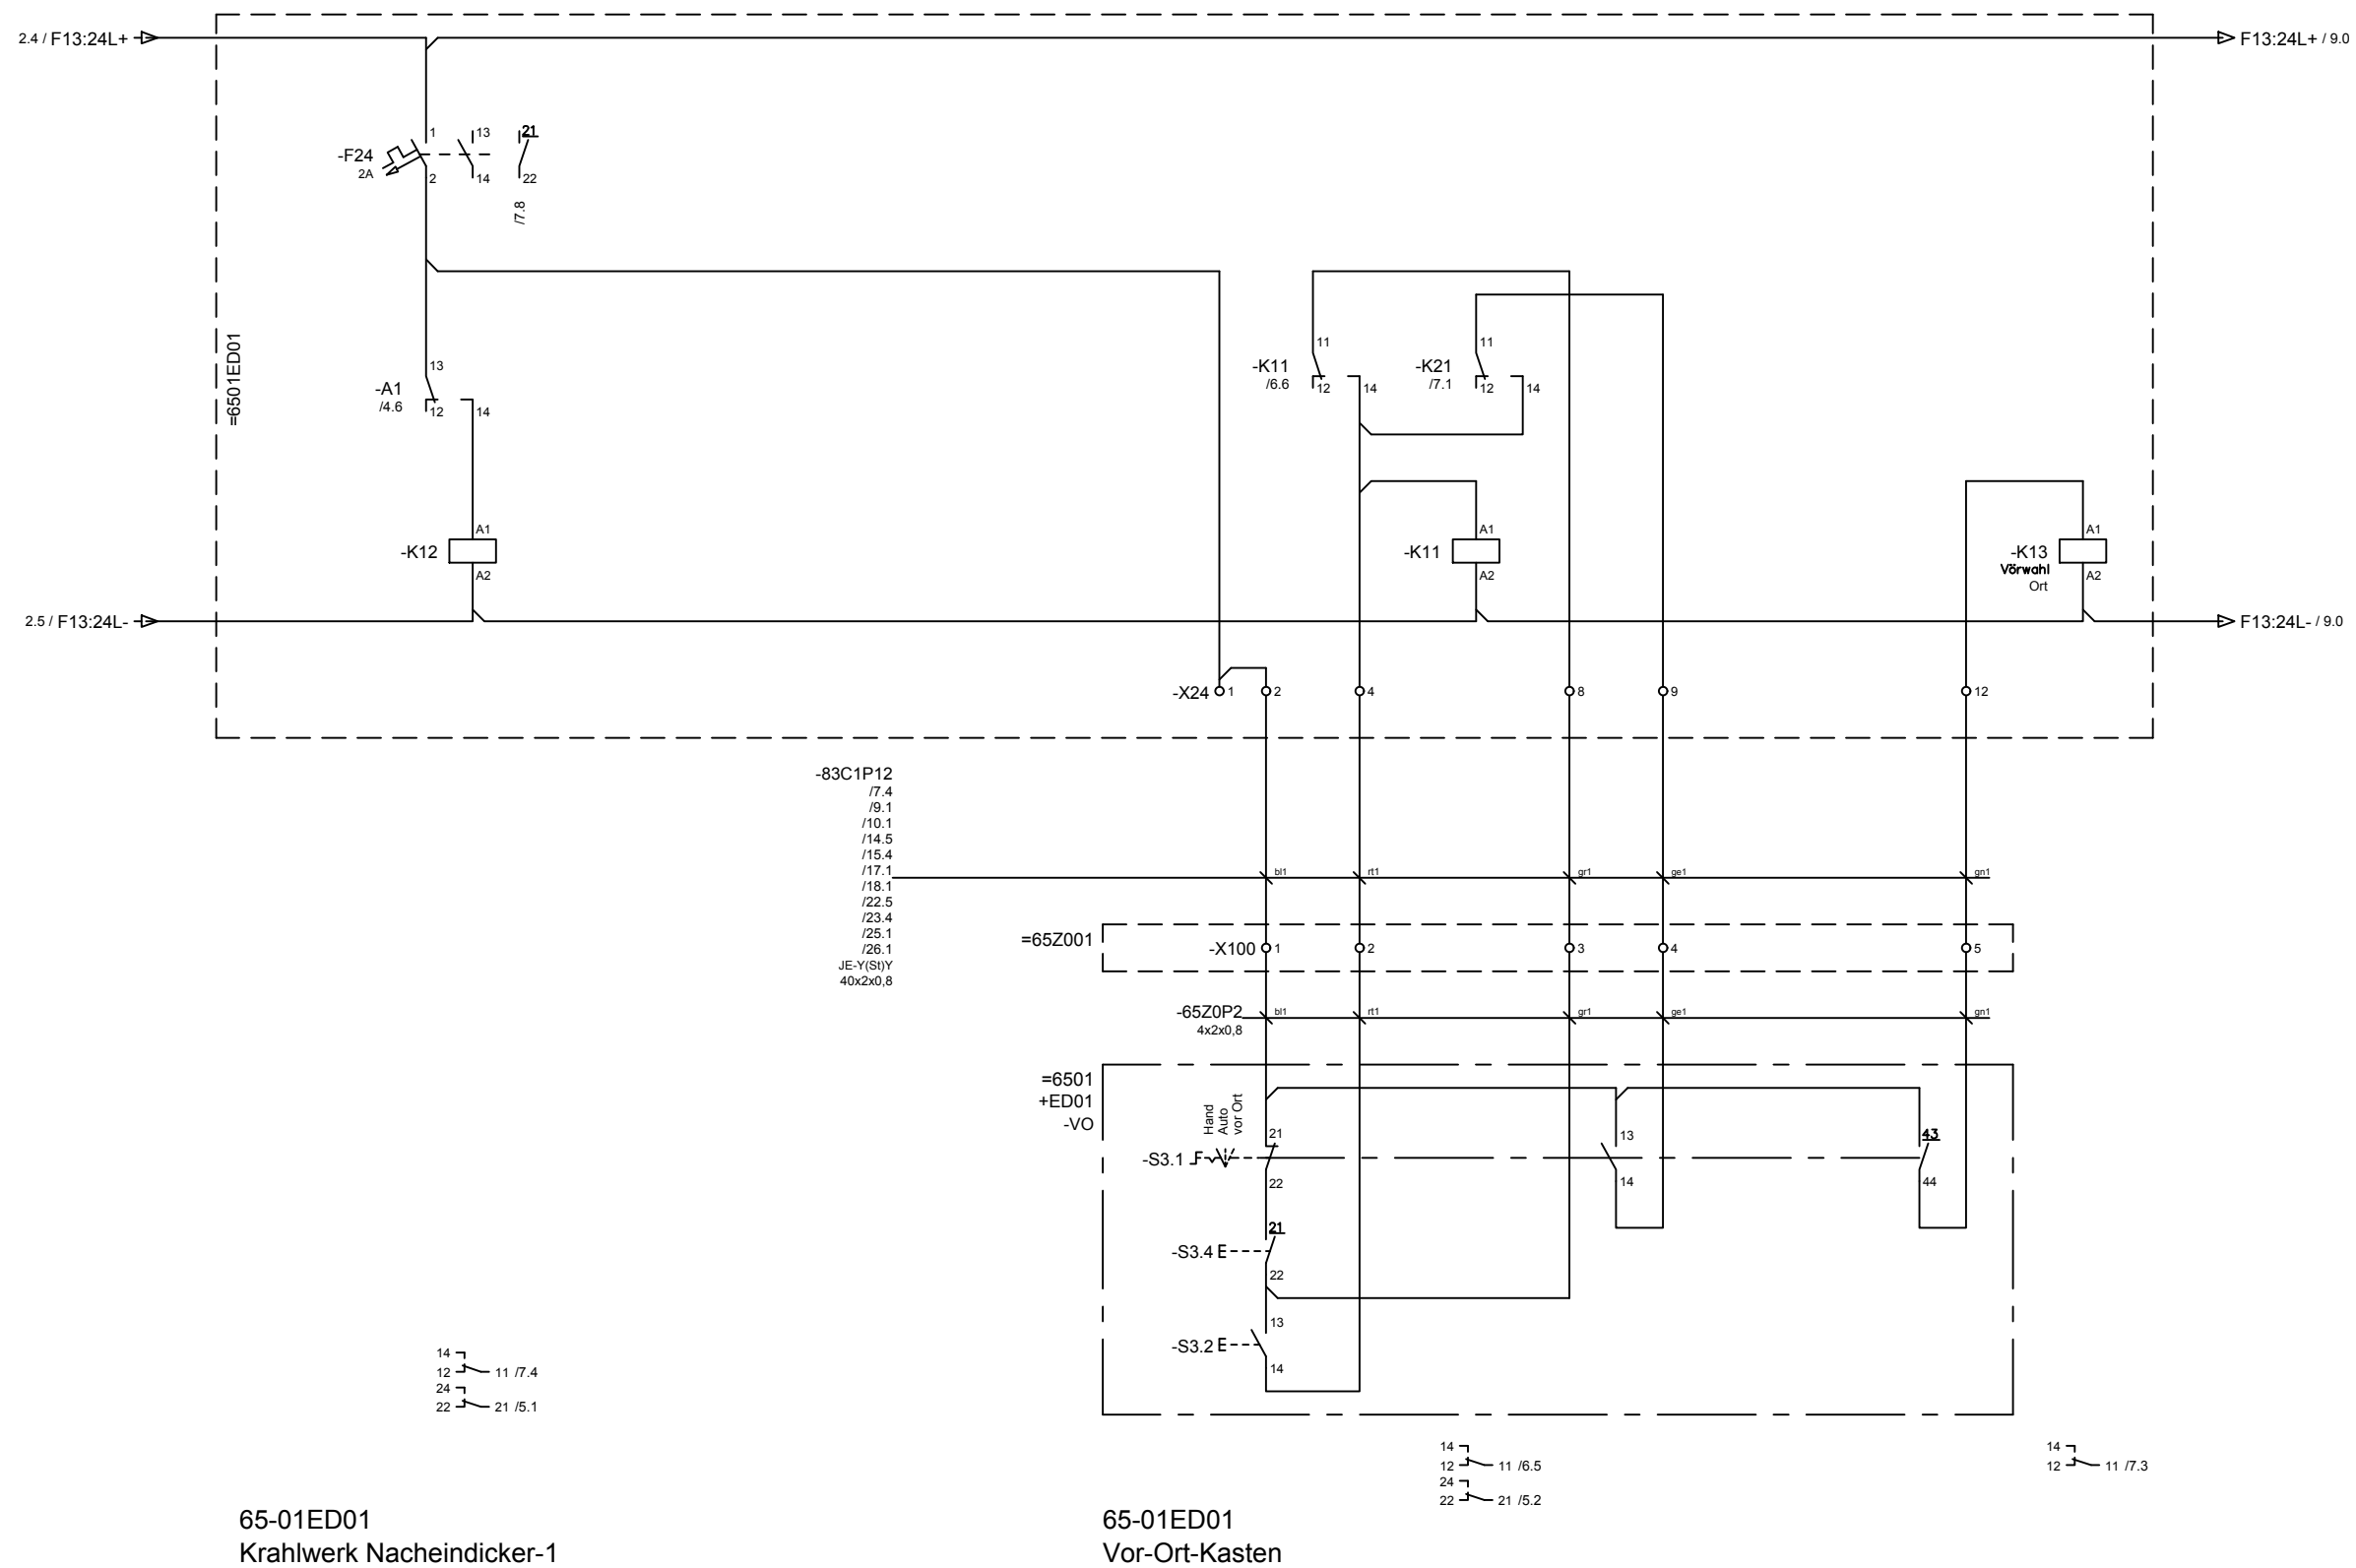 2.4 / F13:24L+
F13:24L+ / 9.0
-F24
2A
1
2
13
14
21
22
/7.8
=6501ED01
-A1
/4.6
13
12
14
-K11
/6.6
11
12
14
-K21
/7.1
11
12
14
-K12
A1
A2
-K11
A1
A2
-K13
Vörwahl
Ort
A1
A2
2.5 / F13:24L-
F13:24L- / 9.0
-X24
1
2
4
8
9
12
-83C1P12
/7.4
/9.1
/10.1
/14.5
/15.4
/17.1
/18.1
/22.5
/23.4
/25.1
/26.1
JE-Y(St)Y
40x2x0,8
bl1
rt1
gr1
ge1
gn1
=65Z001
-X100
1
2
3
4
5
-65Z0P2
4x2x0,8
bl1
rt1
gr1
ge1
gn1
=6501
+ED01
-VO
Hand
Auto
vor Ort
-S3.1
21
22
13
14
43
44
-S3.4
21
22
-S3.2
13
14
14
12 11 /7.4
24
22 21 /5.1
14
12 11 /6.5
24
22 21 /5.2
14
12 11 /7.3
65-01ED01
Krahlwerk Nacheindicker-1
65-01ED01
Vor-Ort-Kasten